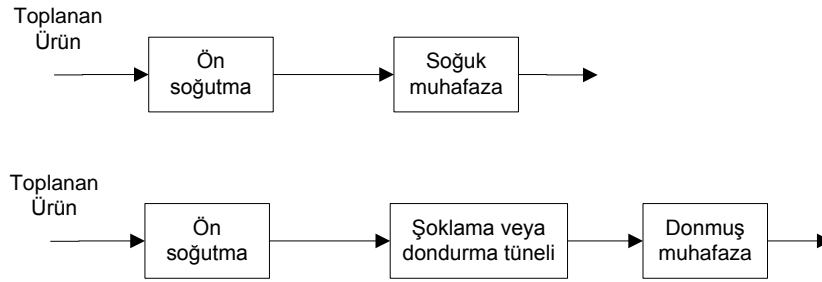 Toplanan
Ürün
Ön
soğutma
Soğuk
muhafaza
Toplanan
Ürün
Ön
soğutma
Şoklama veya
dondurma tüneli
Donmuş
muhafaza